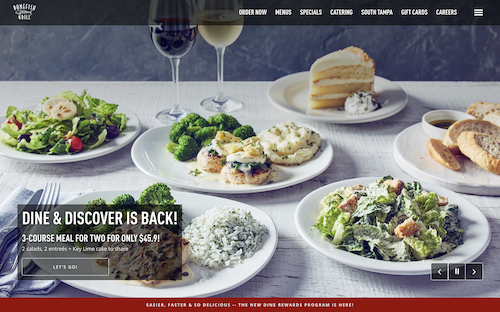 BONEFISH
GRILL
ORDER NOW MENUS SPECIALS CATERING SOUTH TAMPA GIFT CARDS CAREERS
DINE & DISCOVER IS BACK!
3-COURSE MEAL FOR TWO FOR ONLY $45.9!
2 salads, 2 entreés + Key Lime cake to share
LET'S GO!
EASIER, FASTER & SO DELICIOUS -- THE NEW DINE REWARDS PROGRAM IS HERE!